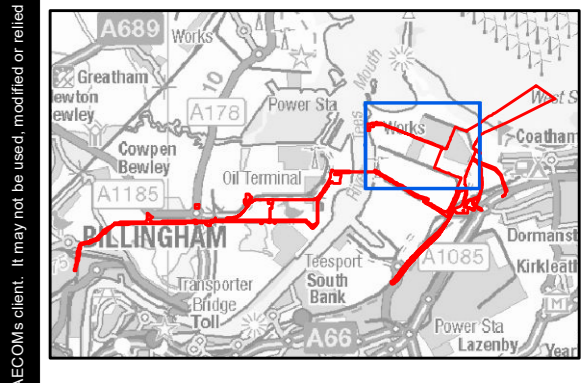 AECOMs client. It may not be used, modified or relied
A689
Works
Greatham
ewton
ewley
10
A178
Power Sta
Mouth
Tees
Works
West S
Coatham
Cowpen
Bewley
Oil Terminal
River
A1185
BILLINGHAM
Dormanst
Transporter
Bridge
Toll
Teesport
South
Bank
A1085
Kirkleath
A66
Power Sta
Lazenby
Year